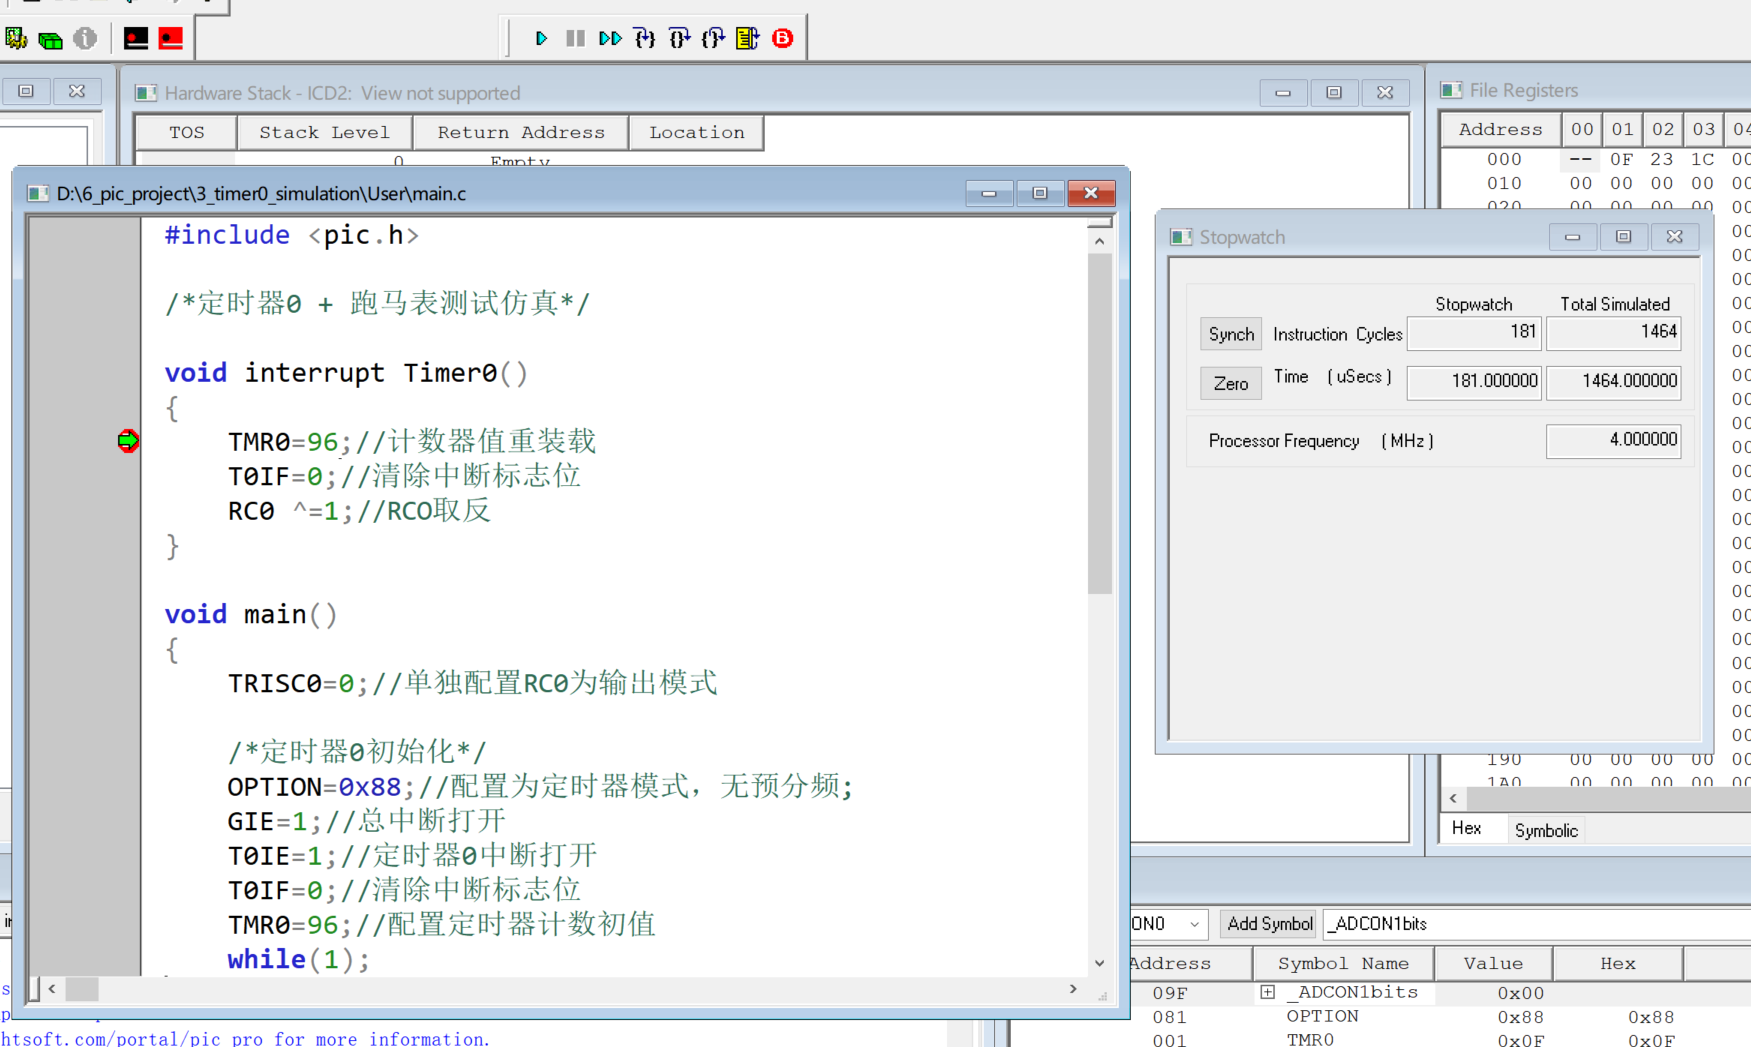 Hardware Stack - ICD2:  View not supported
TOS Stack Level Return Address Location
0 Empty
File Registers
Address 00 01 02 03 04
000 -- 0F 23 1C 00
010 00 00 00 00 00
020 00 00 00 00 00
D:\6_pic_project\3_timer0_simulation\User\main.c
#include <pic.h>
/*定时器0 + 跑马表测试仿真*/
void interrupt Timer0()
{
TMR0=96;//计数器值重装载
T0IF=0;//清除中断标志位
RC0 ^=1;//RCO取反
}
void main()
{
TRISC0=0;//单独配置RC0为输出模式
/*定时器0初始化*/
OPTION=0x88;//配置为定时器模式，无预分频;
GIE=1;//总中断打开
T0IE=1;//定时器0中断打开
T0IF=0;//清除中断标志位
TMR0=96;//配置定时器计数初值
while(1);
Stopwatch
Stopwatch Total Simulated
Synch Instruction Cycles 181 1464
Zero Time (uSecs) 181.000000 1464.000000
Processor Frequency (MHz) 4.000000
190 00 00 00 00 00
1A0 00 00 00 00 00
Hex Symbolic
Add Symbol _ADCON1bits
Address Symbol Name Value Hex
09F _ADCON1bits 0x00
081 OPTION 0x88 0x88
001 TMR0 0x0F 0x0F
htsoft.com/portal/pic pro for more information.